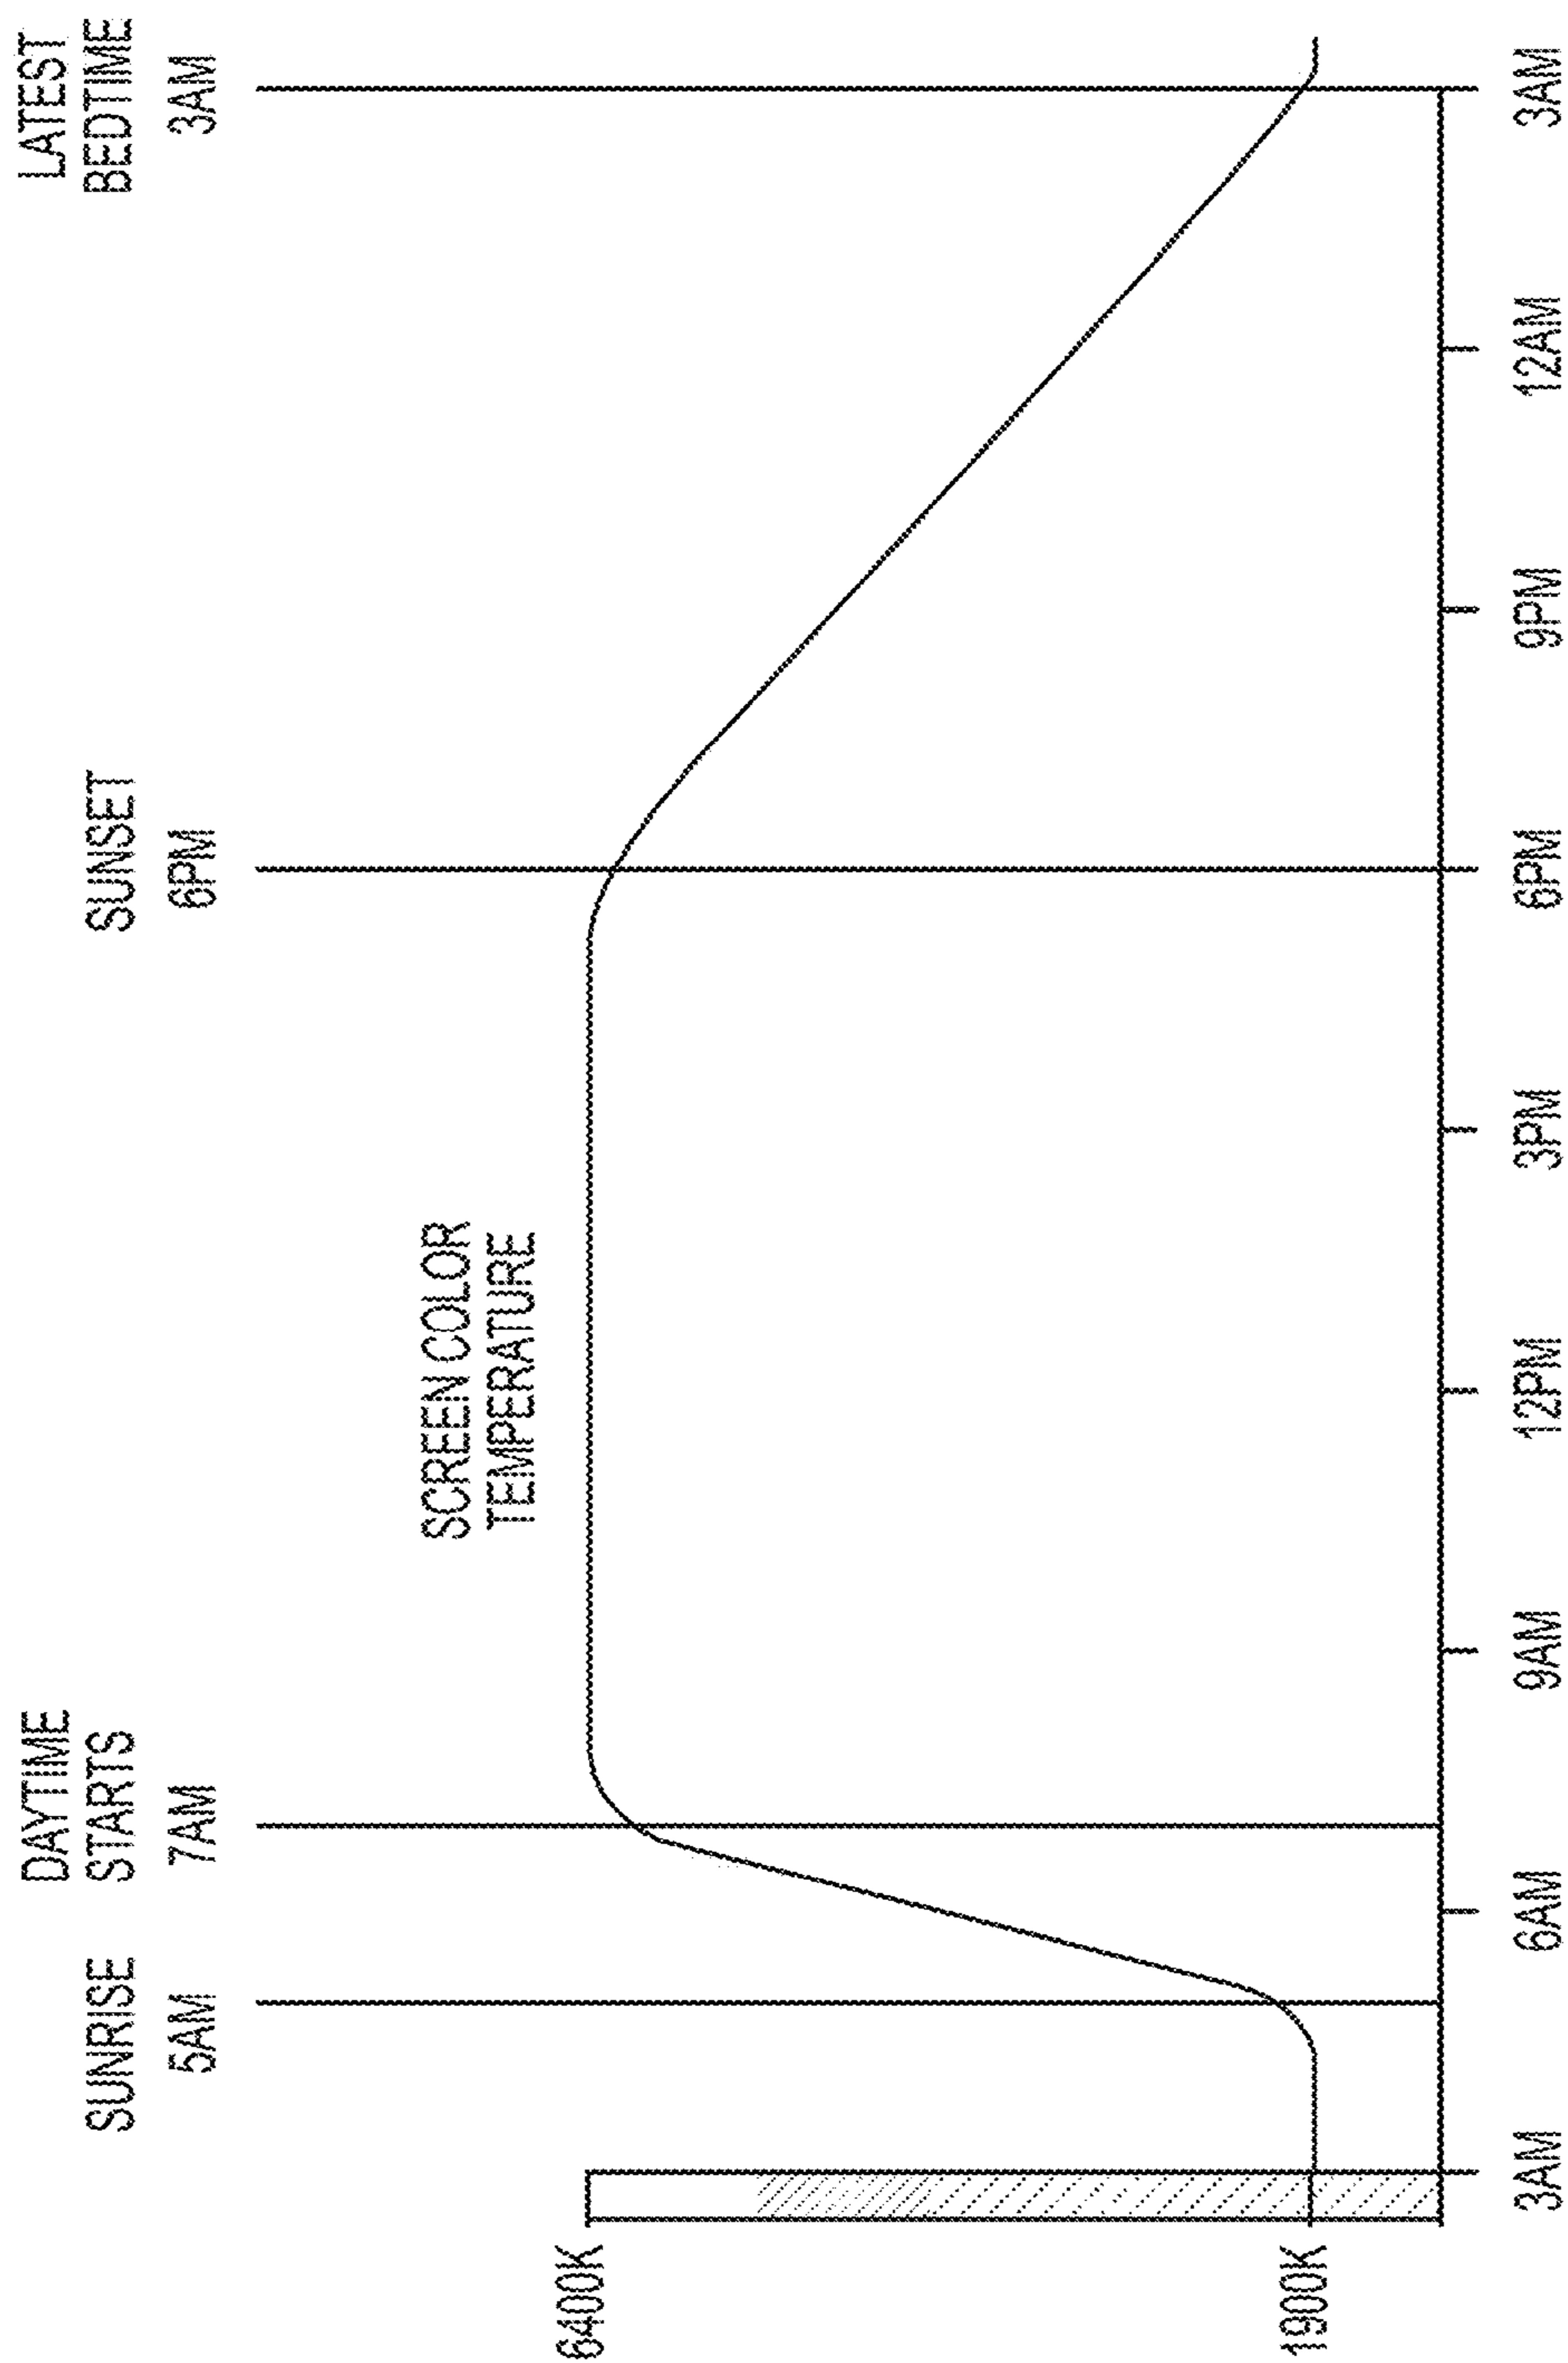 SUNRISE
5AM
DAYTIME
STARTS
7AM
SUNSET
6PM
LATEST
BEDTIME
3AM
SCREEN COLOR
TEMPERATURE
6400K
1900K
3AM
6AM
9AM
12PM
3PM
6PM
9PM
12AM
3AM